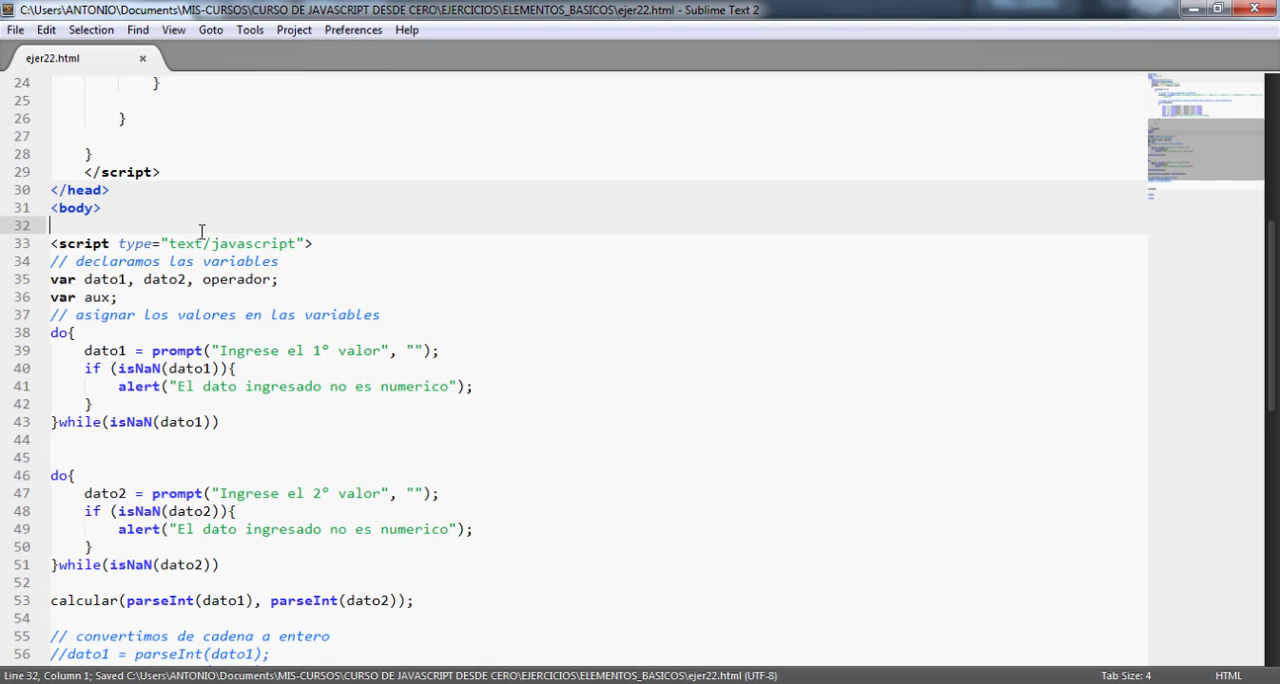 C:\Users\ANTONIO\Documents\MIS-CURSOS\CURSO DE JAVASCRIPT DESDE CERO\EJERCICIOS\ELEMENTOS_BASICOS\ejer22.html - Sublime Text 2
File Edit Selection Find View Goto Tools Project Preferences Help
ejer22.html
24 }
25
26 }
27
28 }
29 </script>
30 </head>
31 <body>
32
33 <script type="text/javascript">
34 // declaramos las variables
35 var dato1, dato2, operador;
36 var aux;
37 // asignar los valores en las variables
38 do{
39 dato1 = prompt("Ingrese el 1° valor", "");
40 if (isNaN(dato1)){
41 alert("El dato ingresado no es numerico");
42 }
43 }while(isNaN(dato1))
44
45
46 do{
47 dato2 = prompt("Ingrese el 2° valor", "");
48 if (isNaN(dato2)){
49 alert("El dato ingresado no es numerico");
50 }
51 }while(isNaN(dato2))
52
53 calcular(parseInt(dato1), parseInt(dato2));
54
55 // convertimos de cadena a entero
56 //dato1 = parseInt(dato1);
Line 32, Column 1; Saved C:\Users\ANTONIO\Documents\MIS-CURSOS\CURSO DE JAVASCRIPT DESDE CERO\EJERCICIOS\ELEMENTOS_BASICOS\ejer22.html (UTF-8) Tab Size: 4 HTML